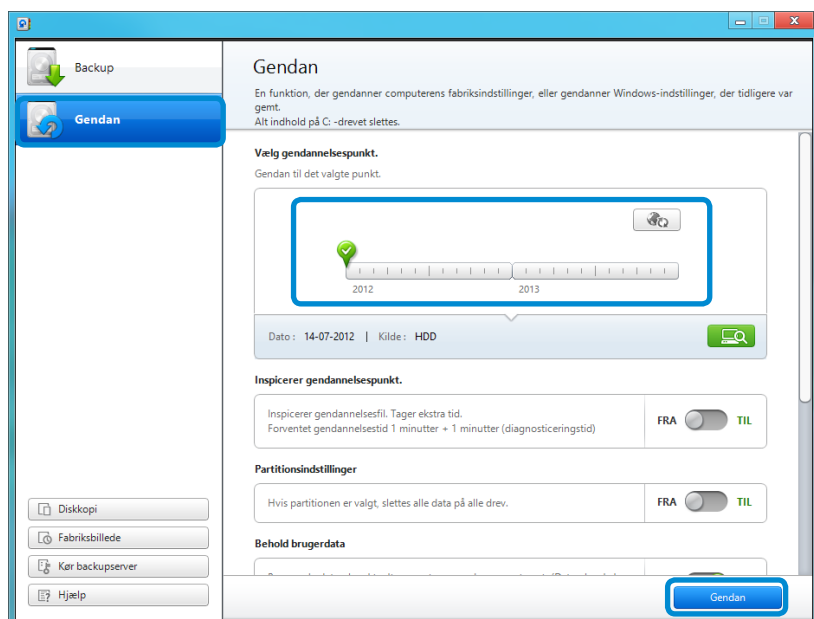 Backup
Gendan
Gendan
En funktion, der gendanner computerens fabriksindstillinger, eller gendanner Windows-indstillinger, der tidligere var
gemt.
Alt indhold på C: -drevet slettes.
Vælg gendannelsespunkt.
Gendan til det valgte punkt.
2012 2013
Dato: 14-07-2012 | Kilde: HDD
Inspicerer gendannelsespunkt.
Inspicerer gendannelsesfil. Tager ekstra tid.
Forventet gendannelsestid 1 minutter + 1 minutter (diagnosticeringstid)
FRA TIL
Partitionsindstillinger
Hvis partitionen er valgt, slettes alle data på alle drev.
FRA TIL
Behold brugerdata
Diskkopi
Fabriksbillede
Kør backupserver
Hjælp
Gendan